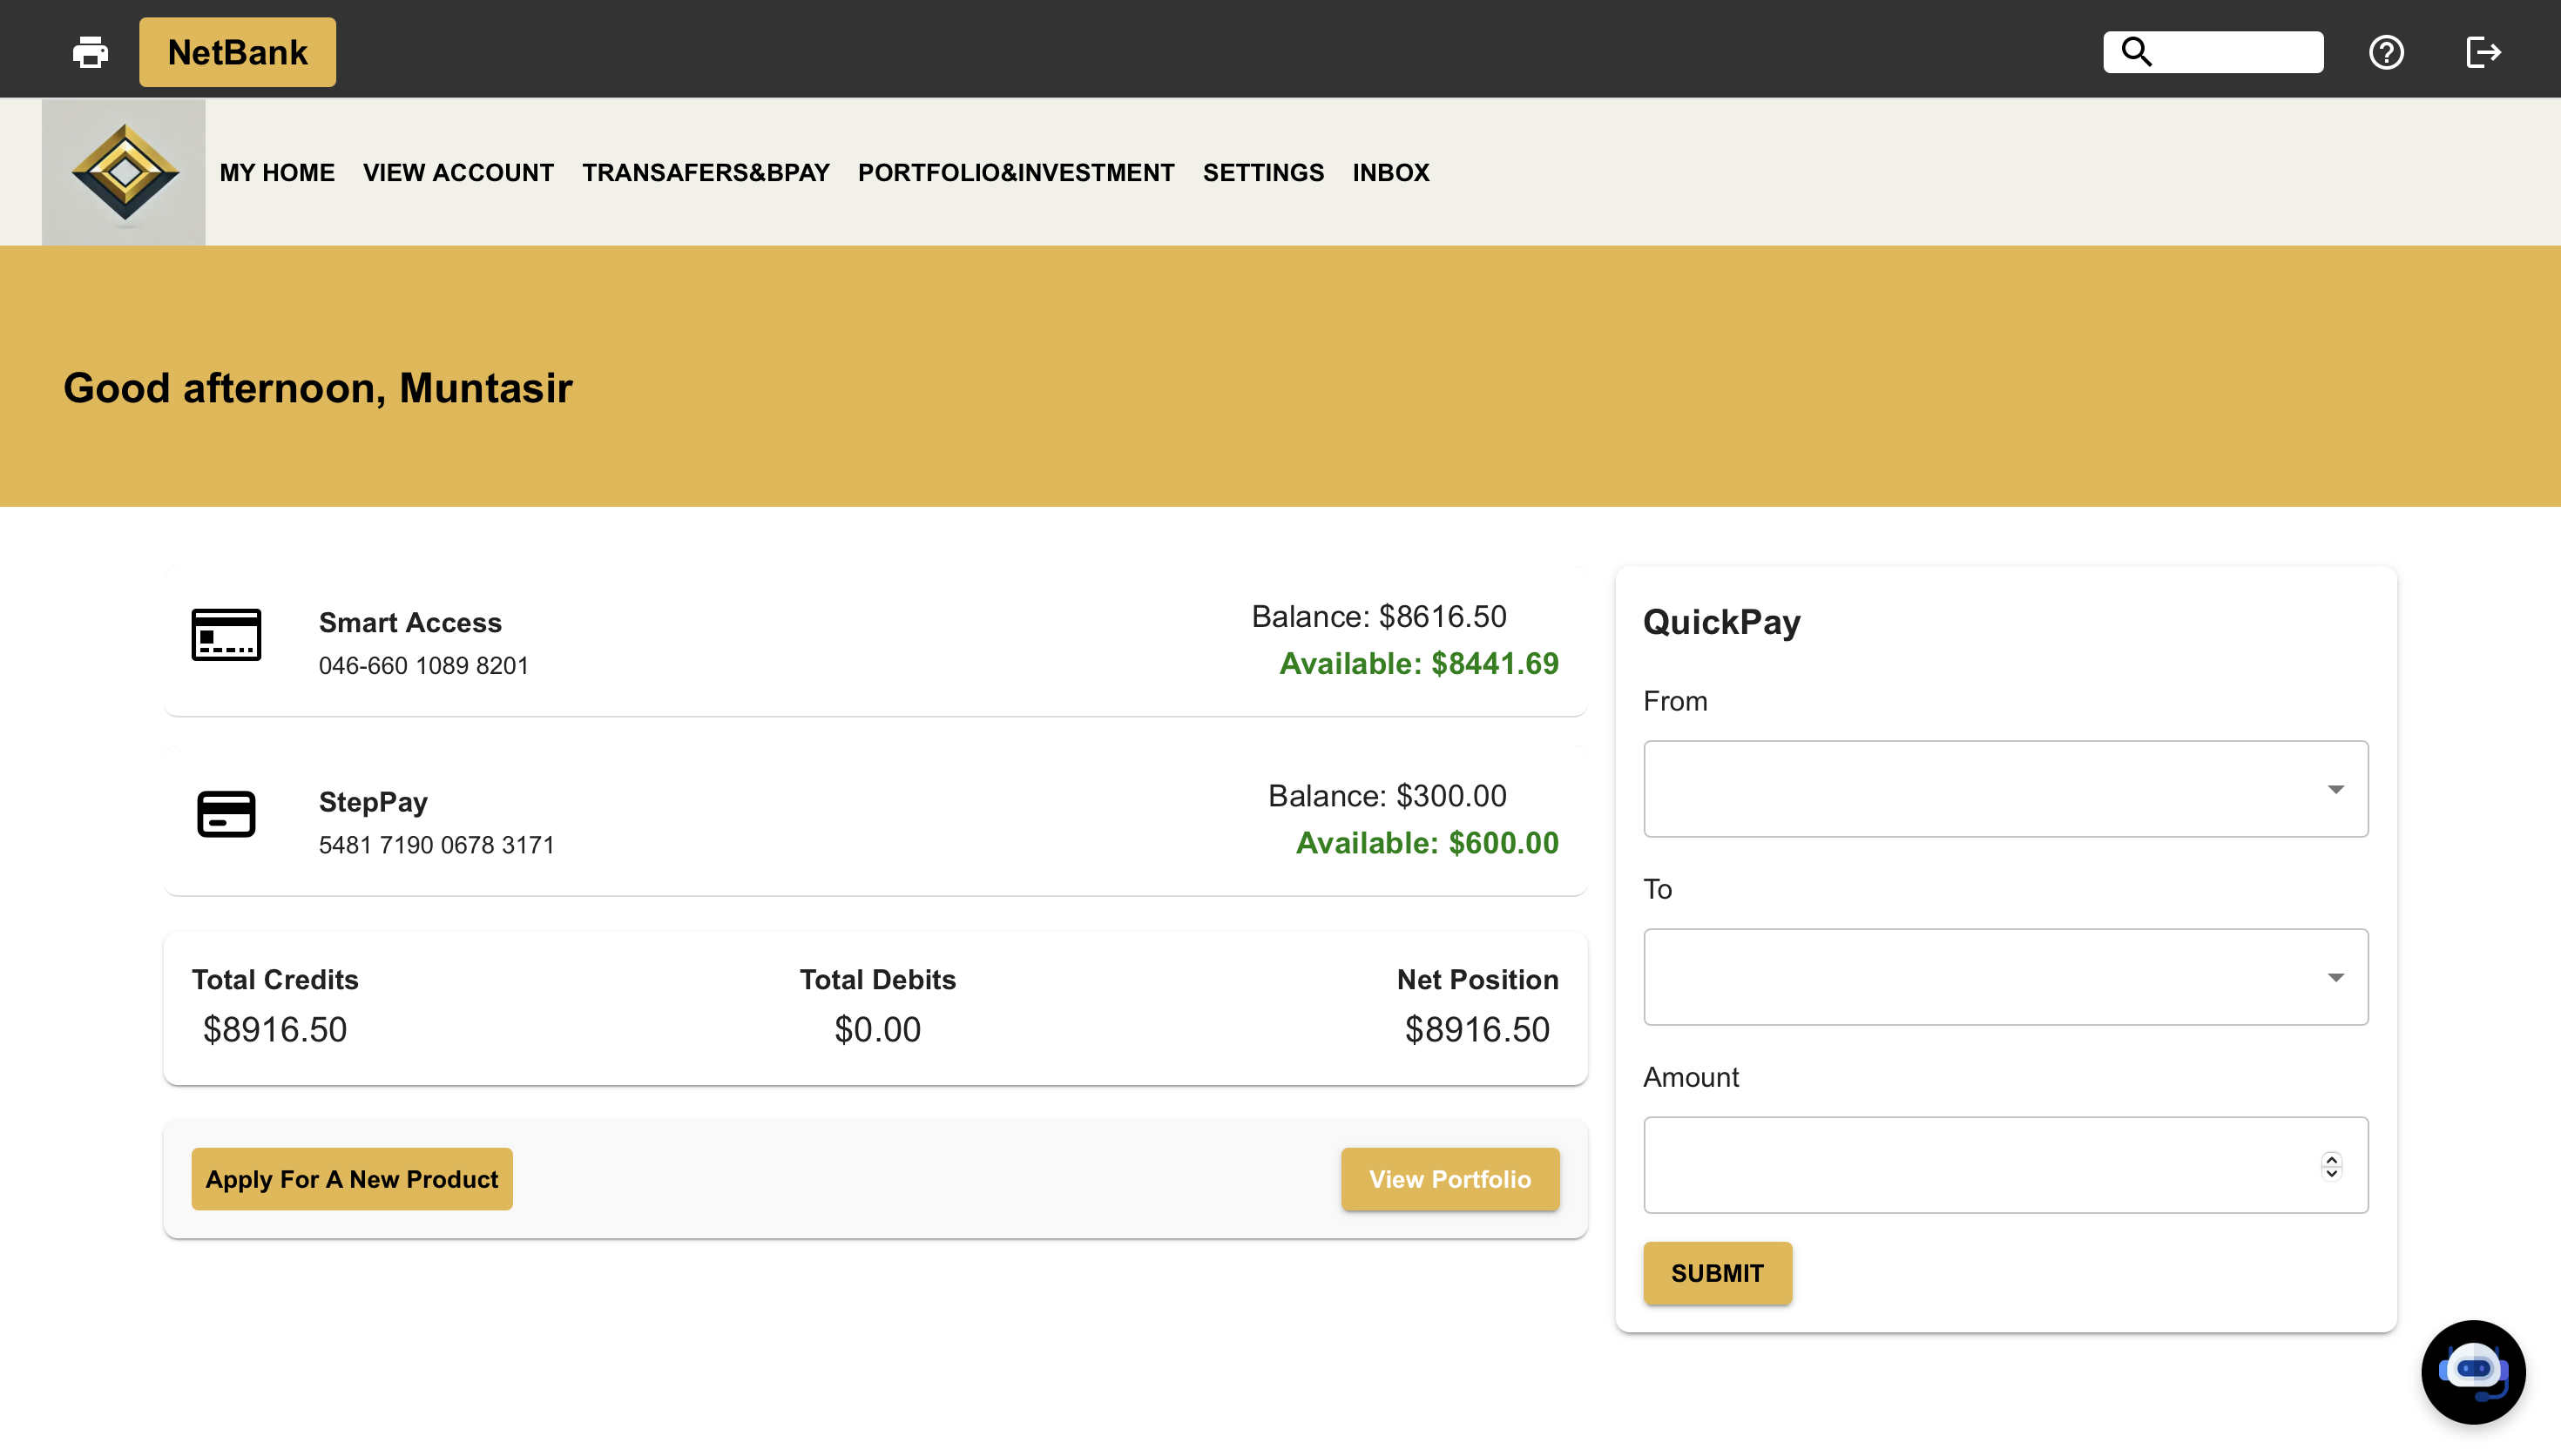 NetBank
MY HOME VIEW ACCOUNT TRANSAFERS&BPAY PORTFOLIO&INVESTMENT SETTINGS INBOX
Good afternoon, Muntasir
Smart Access
046-660 1089 8201
Balance: $8616.50
Available: $8441.69
StepPay
5481 7190 0678 3171
Balance: $300.00
Available: $600.00
Total Credits Total Debits Net Position
$8916.50 $0.00 $8916.50
Apply For A New Product View Portfolio
QuickPay
From
To
Amount
SUBMIT